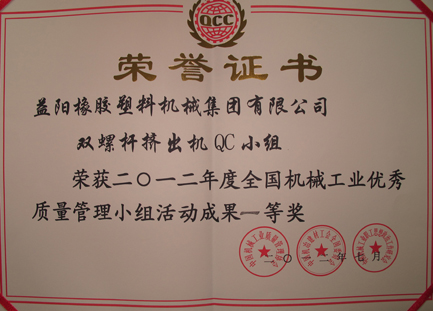 QCC
荣誉证书
益阳橡胶塑料机械集团有限公司
双螺杆挤出机QC小组
荣获二〇一二年度全国机械工业优秀
质量管理小组活动成果一等奖
二〇一二年七月